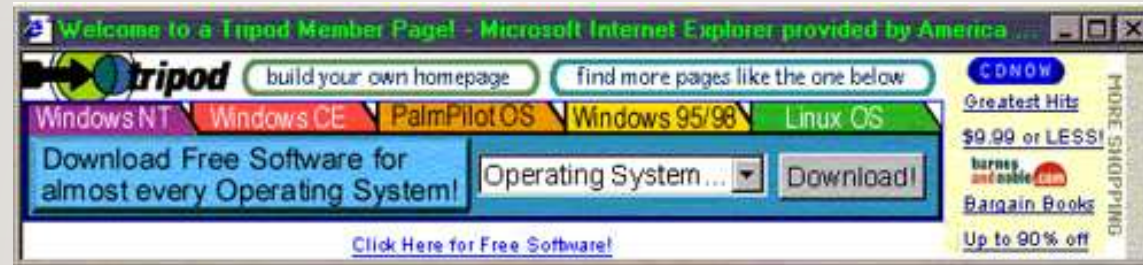 Welcome to a Tripod Member Page! - Microsoft Internet Explorer provided by America ...
tripod
build your own homepage
find more pages like the one below
Windows NT
Windows CE
PalmPilot OS
Windows 95/98
Linux OS
Download Free Software for
almost every Operating System!
Operating System...
Download!
Click Here for Free Software!
CDNOW
Greatest Hits
$9.99 or LESS!
barnes
andnoble.com
Bargain Books
Up to 90% off
MORE SHOPPING